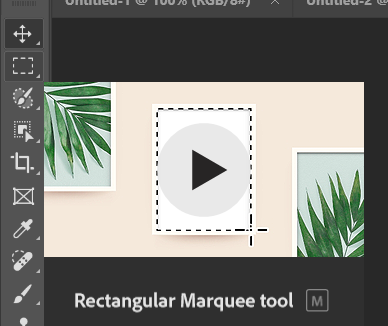 Untitled-1 @ 100% (RGB/8#)
Untitled-2 @
Rectangular Marquee tool M